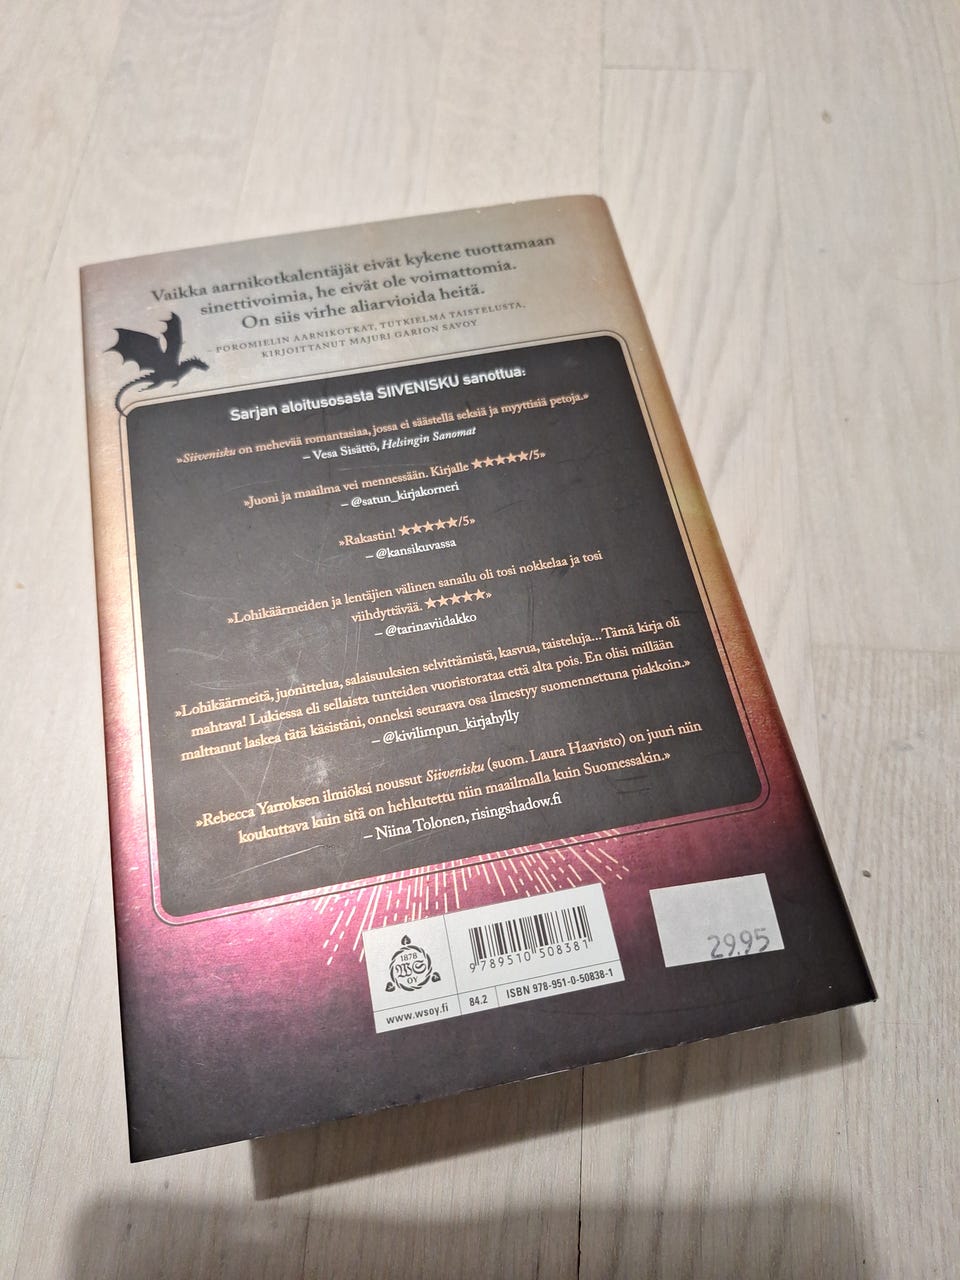 Vaikka aarnikotkalentäjät eivät kykene tuottamaan
sinettivoimia, he eivät ole voimattomia.
On siis virhe aliarvioida heitä.
– POROMIELIN AARNIKOTKAT, TUTKIELMA TAISTELUSTA,
KIRJOITTANUT MAJURI GARION SAVOY
Sarjan aloitusosasta SIIVENISKU sanottua:
»Siivenisku on mehevää romantasiaa, jossa ei säästellä seksiä ja myyttisiä petoja.»
– Vesa Sisättö, Helsingin Sanomat
»Juoni ja maailma vei mennessään. Kirjalle ★★★★★/5»
– @satun_kirjakorneri
»Rakastin! ★★★★★/5»
– @kansikuvassa
»Lohikäärmeiden ja lentäjien välinen sanailu oli tosi nokkelaa ja tosi
viihdyttävää. ★★★★★»
– @tarinaviidakko
»Lohikäärmeitä, juonittelua, salaisuuksien selvittämistä, kasvua, taisteluja... Tämä kirja oli
mahtava! Lukiessa eli sellaista tunteiden vuoristorataa että alta pois. En olisi millään
malttanut laskea tätä käsistäni, onneksi seuraava osa ilmestyy suomennettuna piakkoin.»
– @kivilimpun_kirjahylly
»Rebecca Yarroksen ilmiöksi noussut Siivenisku (suom. Laura Haavisto) on juuri niin
koukuttava kuin sitä on hehkutettu niin maailmalla kuin Suomessakin.»
– Niina Tolonen, risingshadow.fi
1878
WS
OY
9 789510 508381
www.wsoy.fi
84.2
ISBN 978-951-0-50838-1
29.95